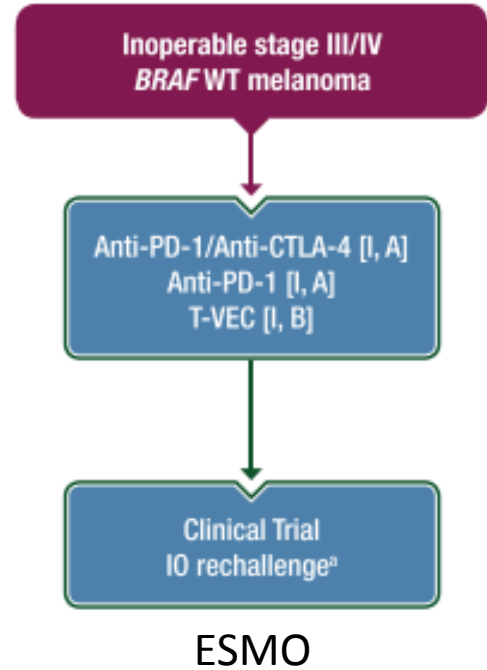 Inoperable stage III/IV
BRAF WT melanoma
Anti-PD-1/Anti-CTLA-4 [I, A]
Anti-PD-1 [I, A]
T-VEC [I, B]
Clinical Trial
IO rechallengeᵃ
ESMO